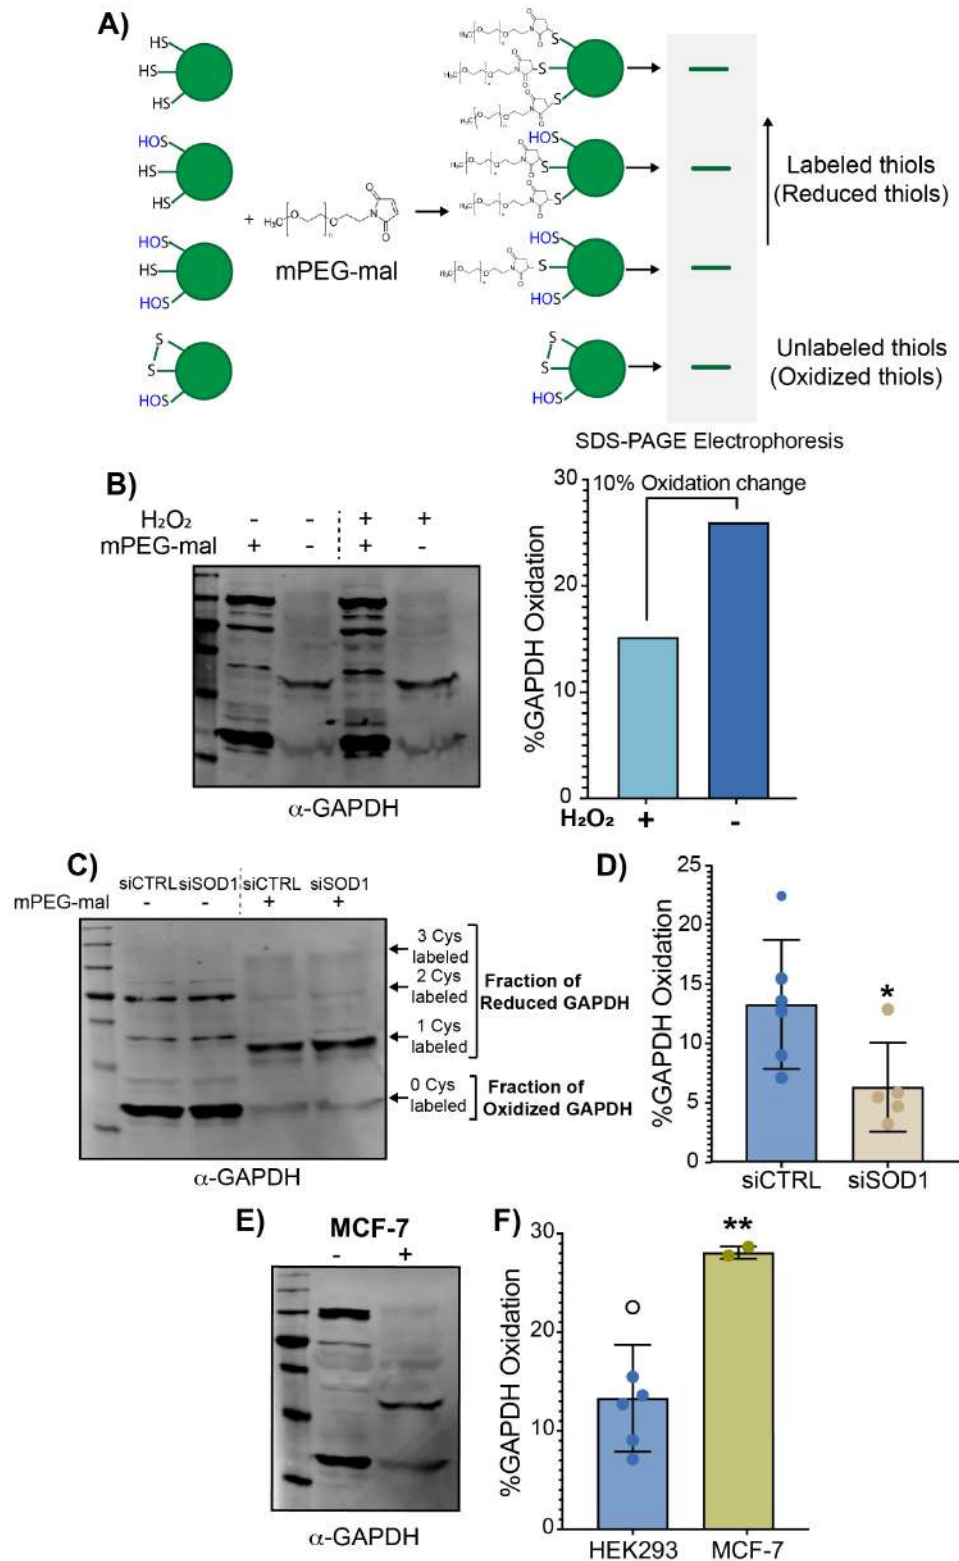 A)
HS
HS
HS
HOS
HS
HS
HOS
HS
HOS
S
S
HOS
+
H₃C
O
O
n
N
O
O
mPEG-mal
S
S
S
HOS
S
S
HOS
S
HOS
S
S
HOS
Labeled thiols
(Reduced thiols)
Unlabeled thiols
(Oxidized thiols)
SDS-PAGE Electrophoresis
B)
H₂O₂ - - + +
mPEG-mal + - + -
α-GAPDH
10% Oxidation change
%GAPDH Oxidation
30
20
10
0
H₂O₂ + -
C)
siCTRL siSOD1 siCTRL siSOD1
mPEG-mal - - + +
3 Cys
labeled
2 Cys
labeled
1 Cys
labeled
0 Cys
labeled
Fraction of
Reduced GAPDH
Fraction of
Oxidized GAPDH
α-GAPDH
D)
%GAPDH Oxidation
25
20
15
10
5
0
*
siCTRL siSOD1
E)
MCF-7
- +
α-GAPDH
F)
%GAPDH Oxidation
30
20
10
0
**
HEK293 MCF-7